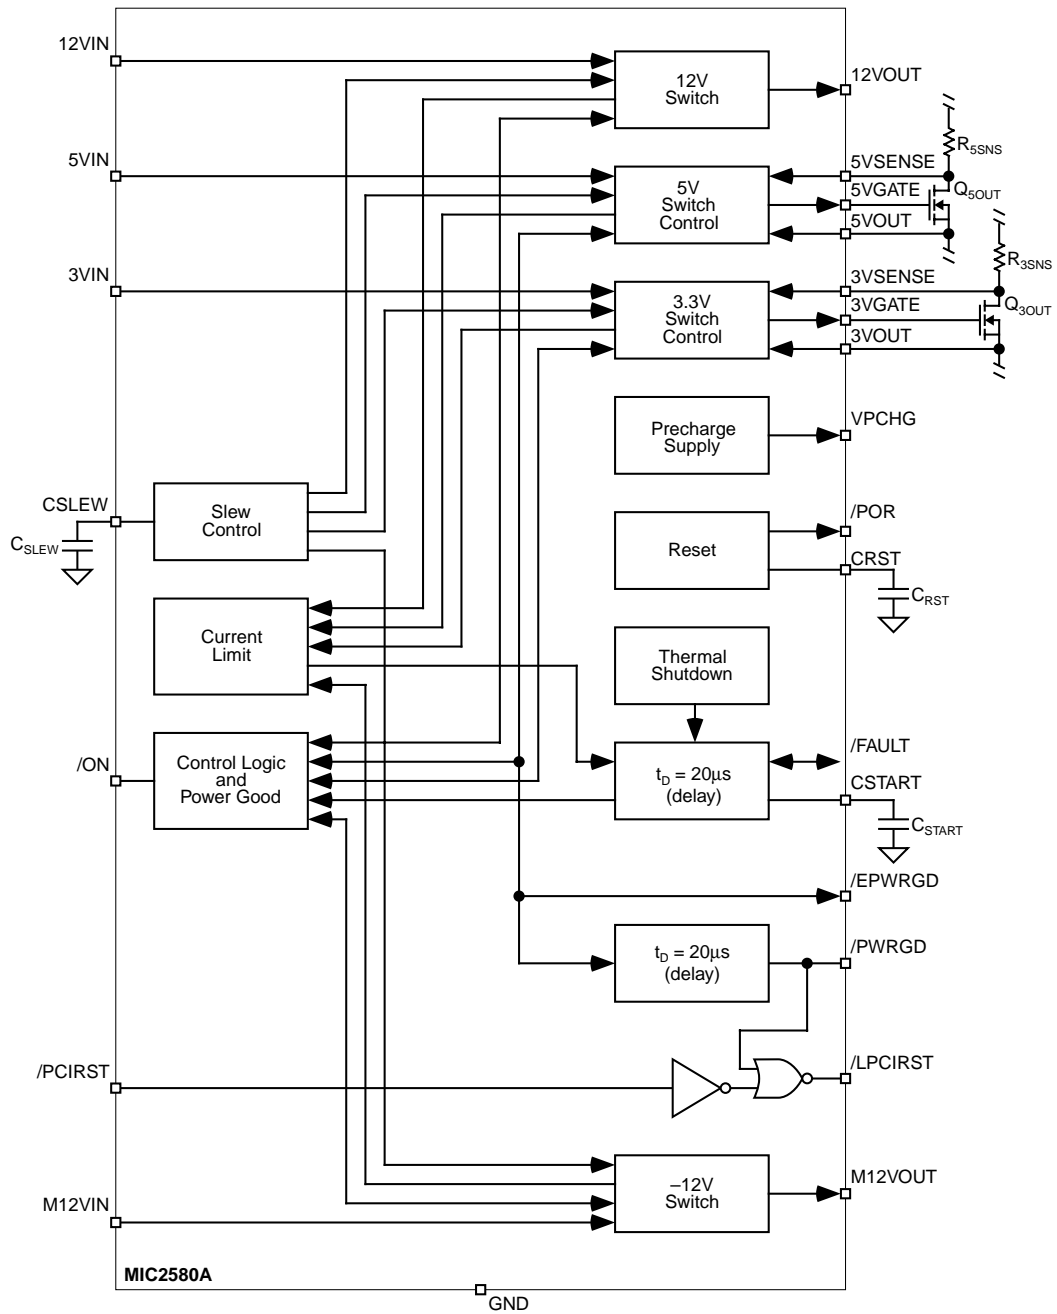 12VIN
12V
Switch
12VOUT
R5SNS
5VIN
5V
Switch
Control
5VSENSE
5VGATE
5VOUT
Q5OUT
R3SNS
3VIN
3.3V
Switch
Control
3VSENSE
3VGATE
3VOUT
Q3OUT
Precharge
Supply
VPCHG
CSLEW
CSLEW
Slew
Control
Reset
/POR
CRST
CRST
Current
Limit
Thermal
Shutdown
/ON
Control Logic
and
Power Good
tD = 20µs
(delay)
/FAULT
CSTART
CSTART
/EPWRGD
tD = 20µs
(delay)
/PWRGD
/PCIRST
/LPCIRST
M12VIN
–12V
Switch
M12VOUT
MIC2580A
GND